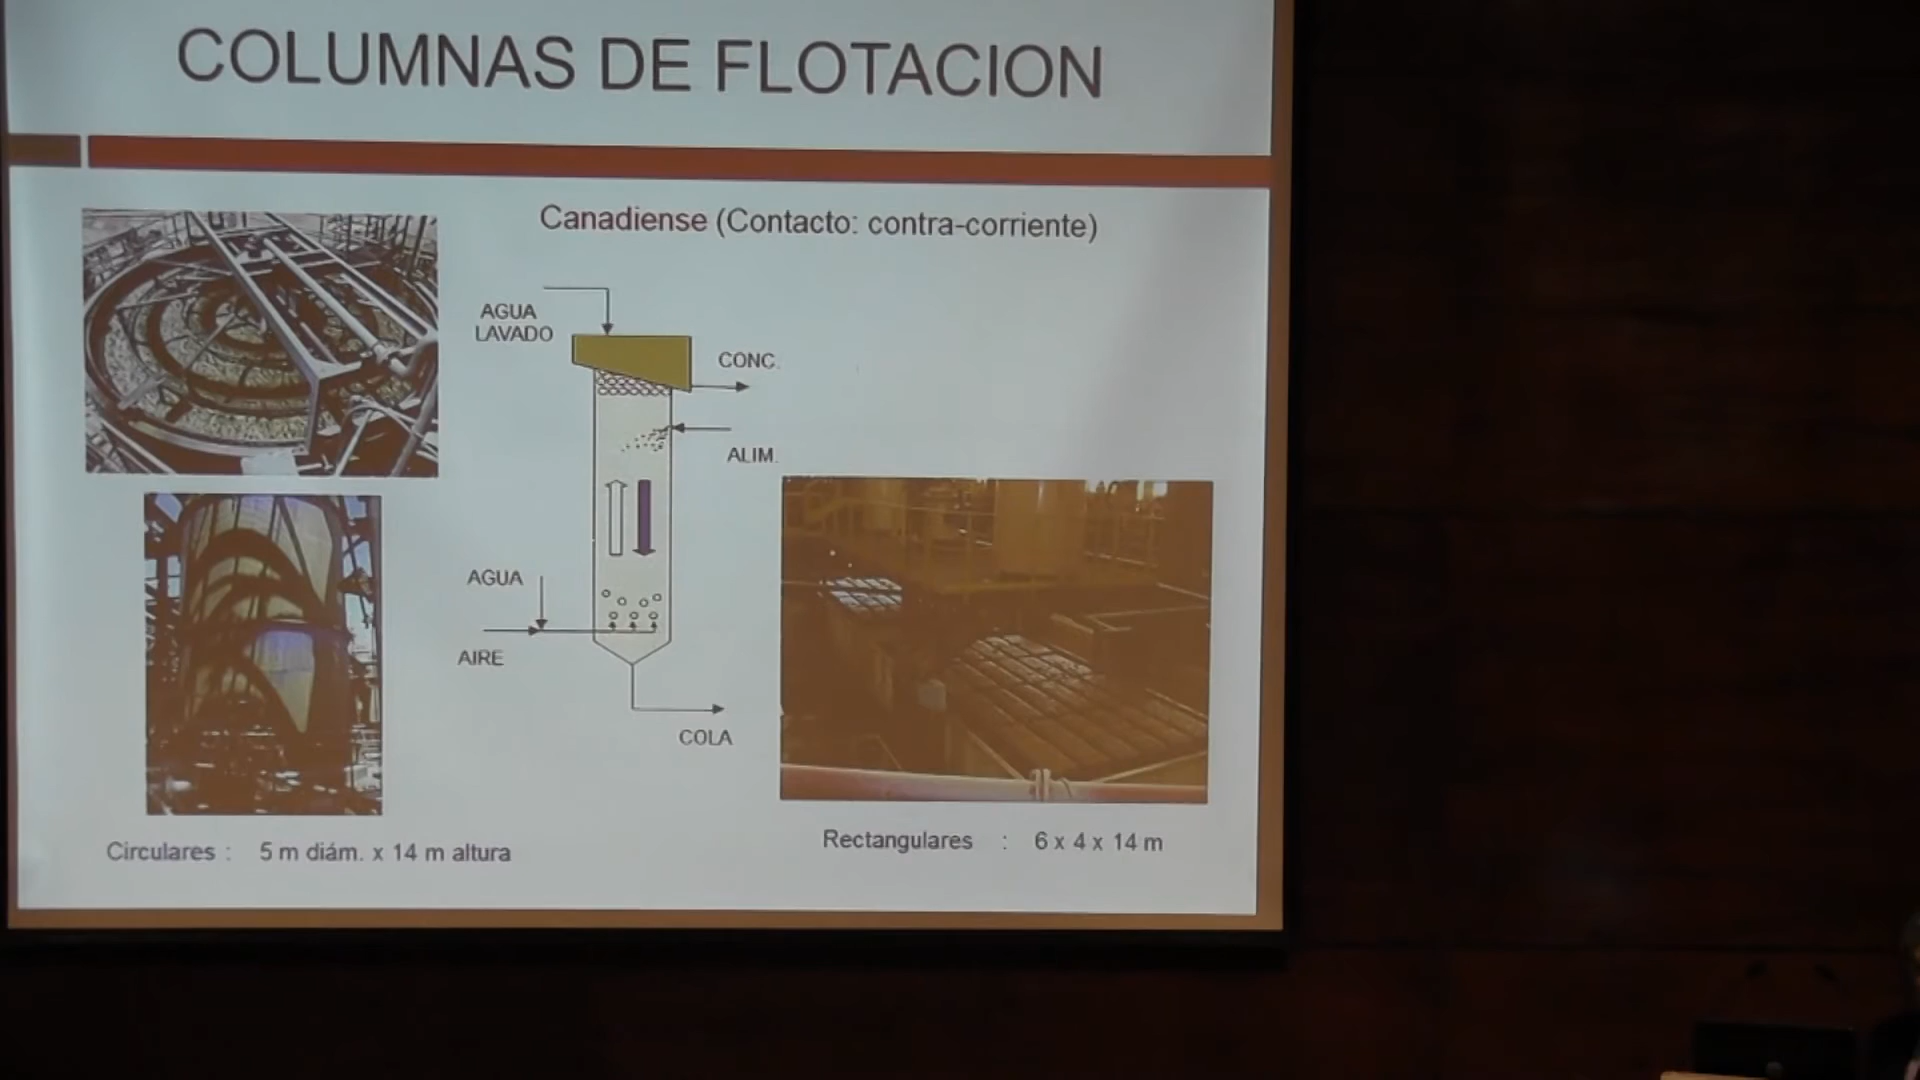 COLUMNAS DE FLOTACION
Canadiense (Contacto: contra-corriente)
AGUA
LAVADO
CONC.
ALIM.
AGUA
AIRE
COLA
Circulares : 5 m diám. x 14 m altura
Rectangulares : 6 x 4 x 14 m